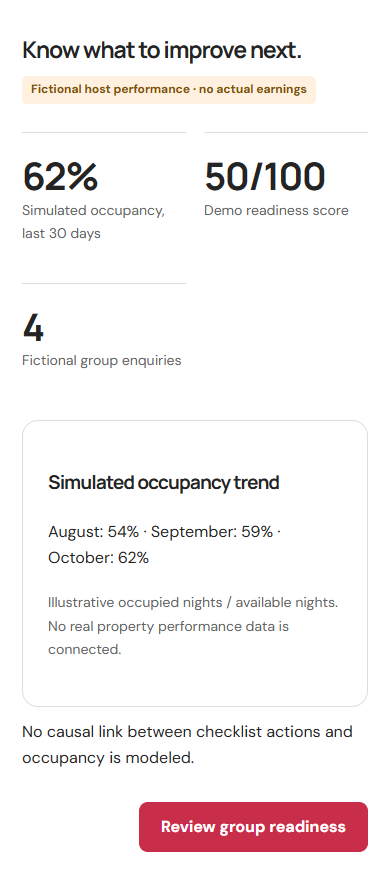 Know what to improve next.
Fictional host performance · no actual earnings
62%
Simulated occupancy,
last 30 days
50/100
Demo readiness score
4
Fictional group enquiries
Simulated occupancy trend
August: 54% · September: 59% ·
October: 62%
Illustrative occupied nights / available nights.
No real property performance data is
connected.
No causal link between checklist actions and
occupancy is modeled.
Review group readiness